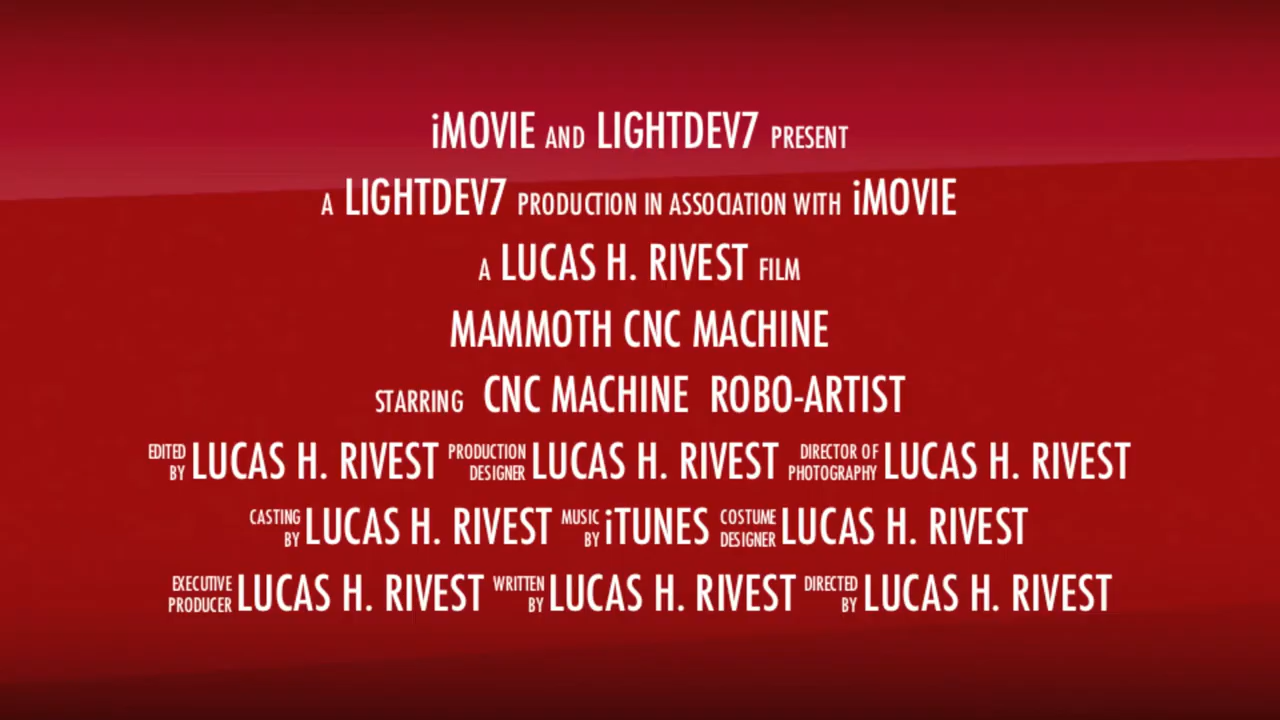 iMOVIE AND LIGHTDEV7 PRESENT
A LIGHTDEV7 PRODUCTION IN ASSOCIATION WITH iMOVIE
A LUCAS H. RIVEST FILM
MAMMOTH CNC MACHINE
STARRING CNC MACHINE ROBO-ARTIST
EDITED BY LUCAS H. RIVEST PRODUCTION DESIGNER LUCAS H. RIVEST DIRECTOR OF PHOTOGRAPHY LUCAS H. RIVEST
CASTING BY LUCAS H. RIVEST MUSIC BY iTUNES COSTUME DESIGNER LUCAS H. RIVEST
EXECUTIVE PRODUCER LUCAS H. RIVEST WRITTEN BY LUCAS H. RIVEST DIRECTED BY LUCAS H. RIVEST